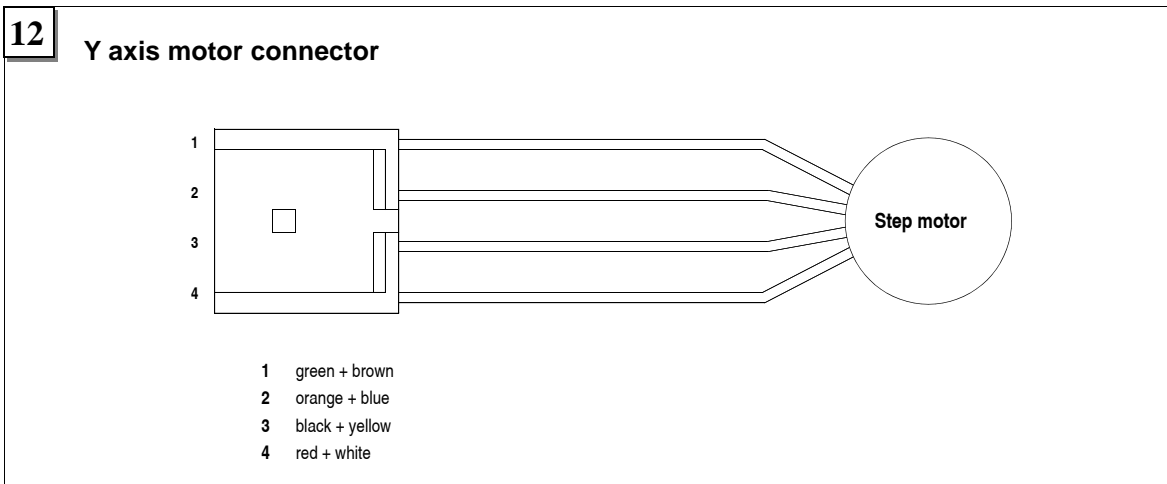 12
Y axis motor connector
1
2
3
4
Step motor
1 green + brown
2 orange + blue
3 black + yellow
4 red + white